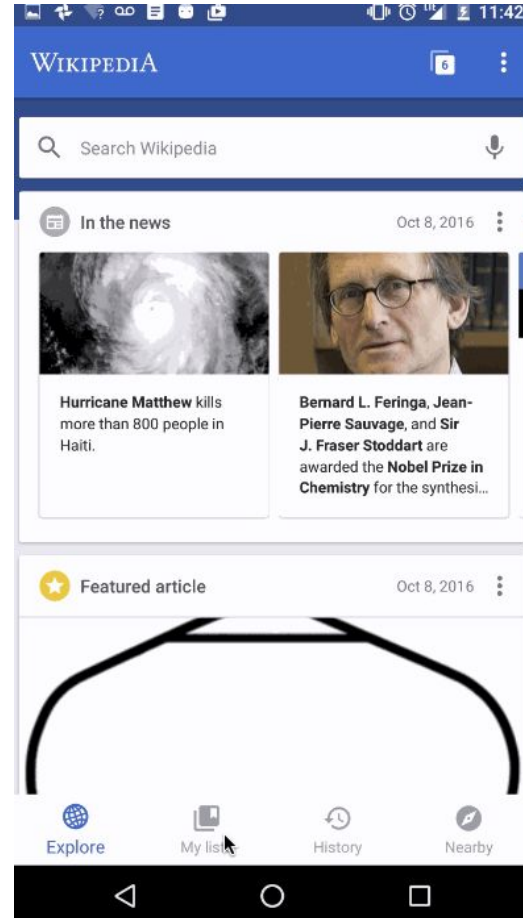 11:42
WIKIPEDIA
6
Search Wikipedia
In the news
Oct 8, 2016
Hurricane Matthew kills
more than 800 people in
Haiti.
Bernard L. Feringa, Jean-
Pierre Sauvage, and Sir
J. Fraser Stoddart are
awarded the Nobel Prize in
Chemistry for the synthesi...
Featured article
Oct 8, 2016
Explore
My
History
Nearby